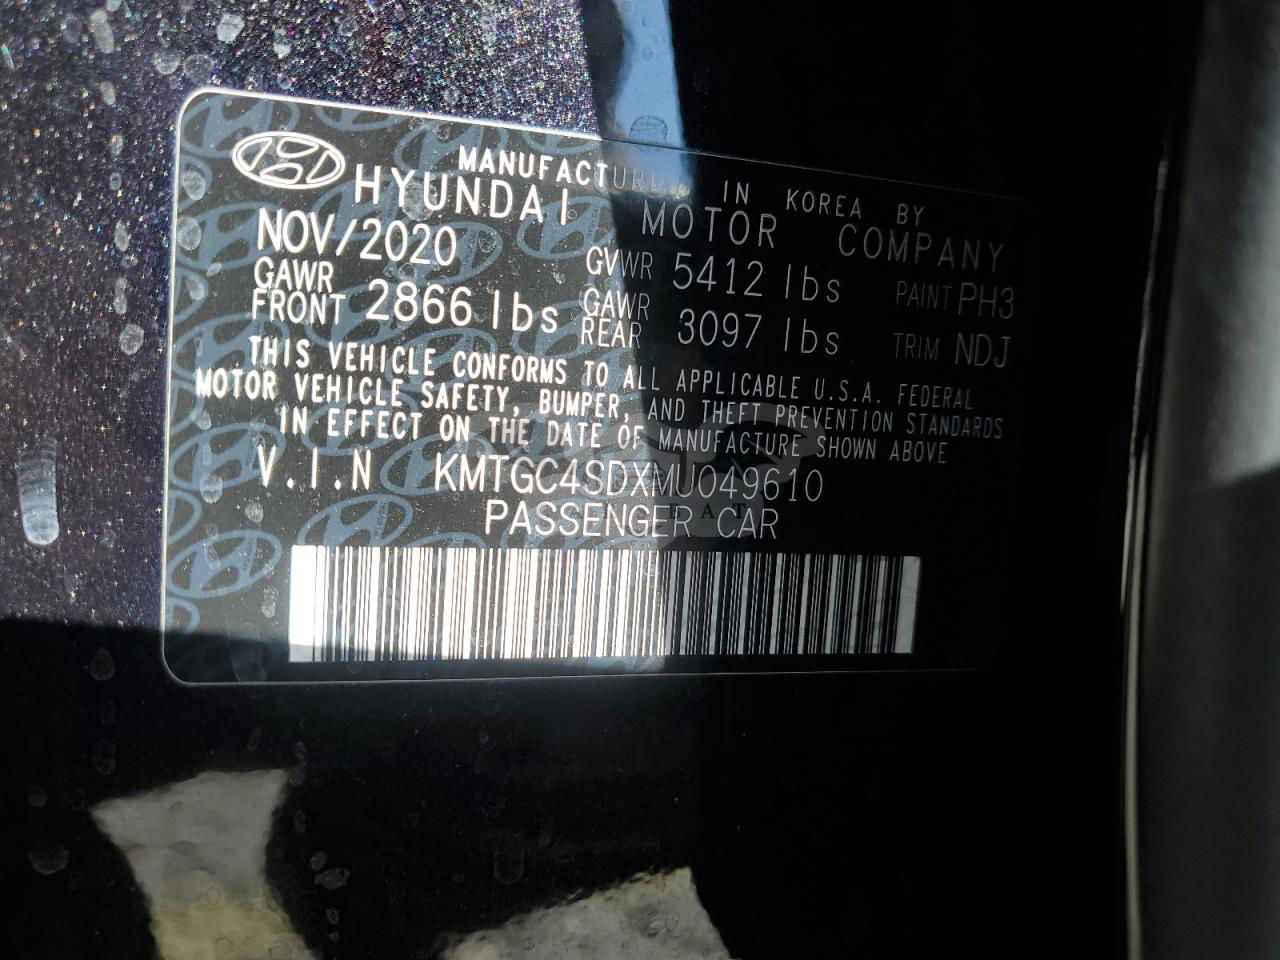 MANUFACTURED IN KOREA BY
HYUNDAI MOTOR COMPANY
NOV/2020 GVWR 5412 lbs PAINT PH3
GAWR FRONT 2866 lbs GAWR REAR 3097 lbs TRIM NDJ
THIS VEHICLE CONFORMS TO ALL APPLICABLE U.S.A. FEDERAL
MOTOR VEHICLE SAFETY, BUMPER, AND THEFT PREVENTION STANDARDS
IN EFFECT ON THE DATE OF MANUFACTURE SHOWN ABOVE
V.I.N KMTGC4SDXMU049610
PASSENGER CAR